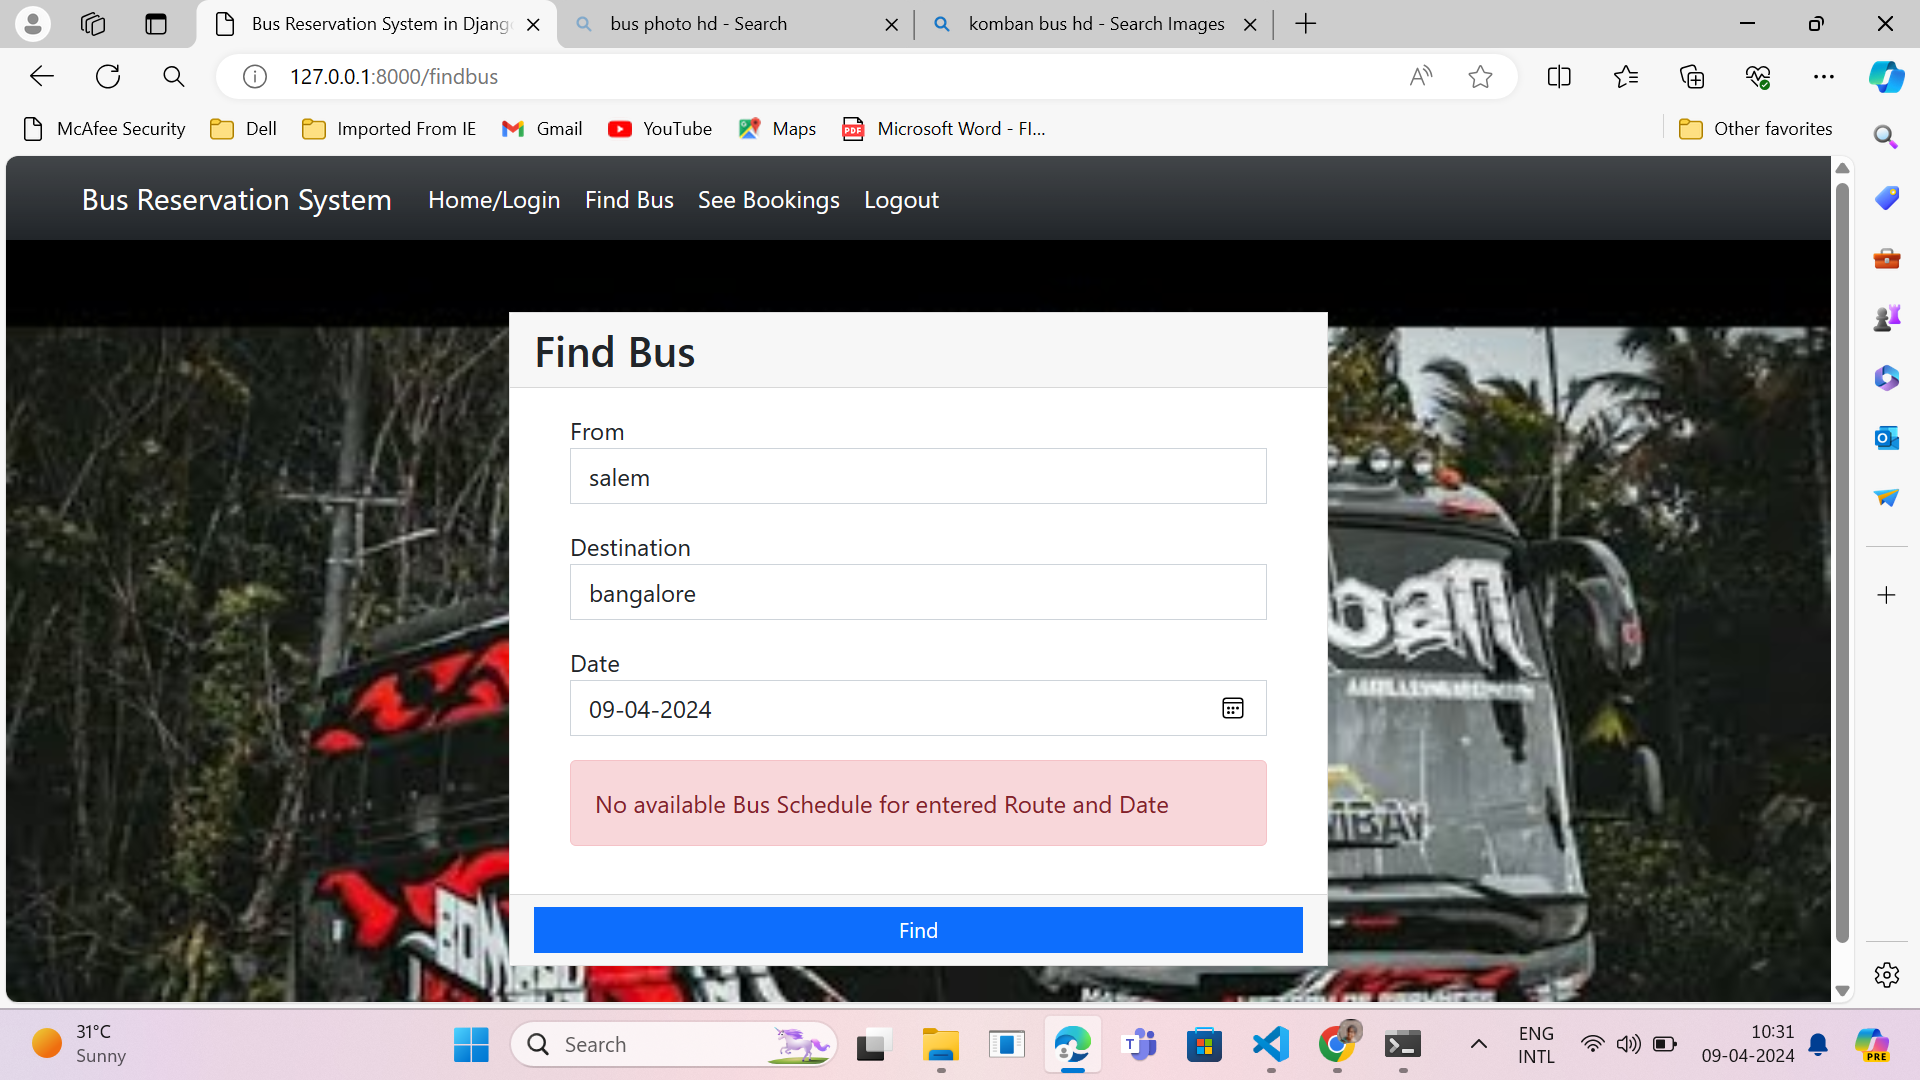 Bus Reservation System in Djang
bus photo hd - Search
komban bus hd - Search Images
127.0.0.1:8000/findbus
McAfee Security
Dell
Imported From IE
Gmail
YouTube
Maps
Microsoft Word - FI...
Other favorites
Bus Reservation System
Home/Login
Find Bus
See Bookings
Logout
Find Bus
From
salem
Destination
bangalore
Date
09-04-2024
No available Bus Schedule for entered Route and Date
Find
BOMBAY
31°C
Sunny
Search
ENG
INTL
10:31
09-04-2024
PRE